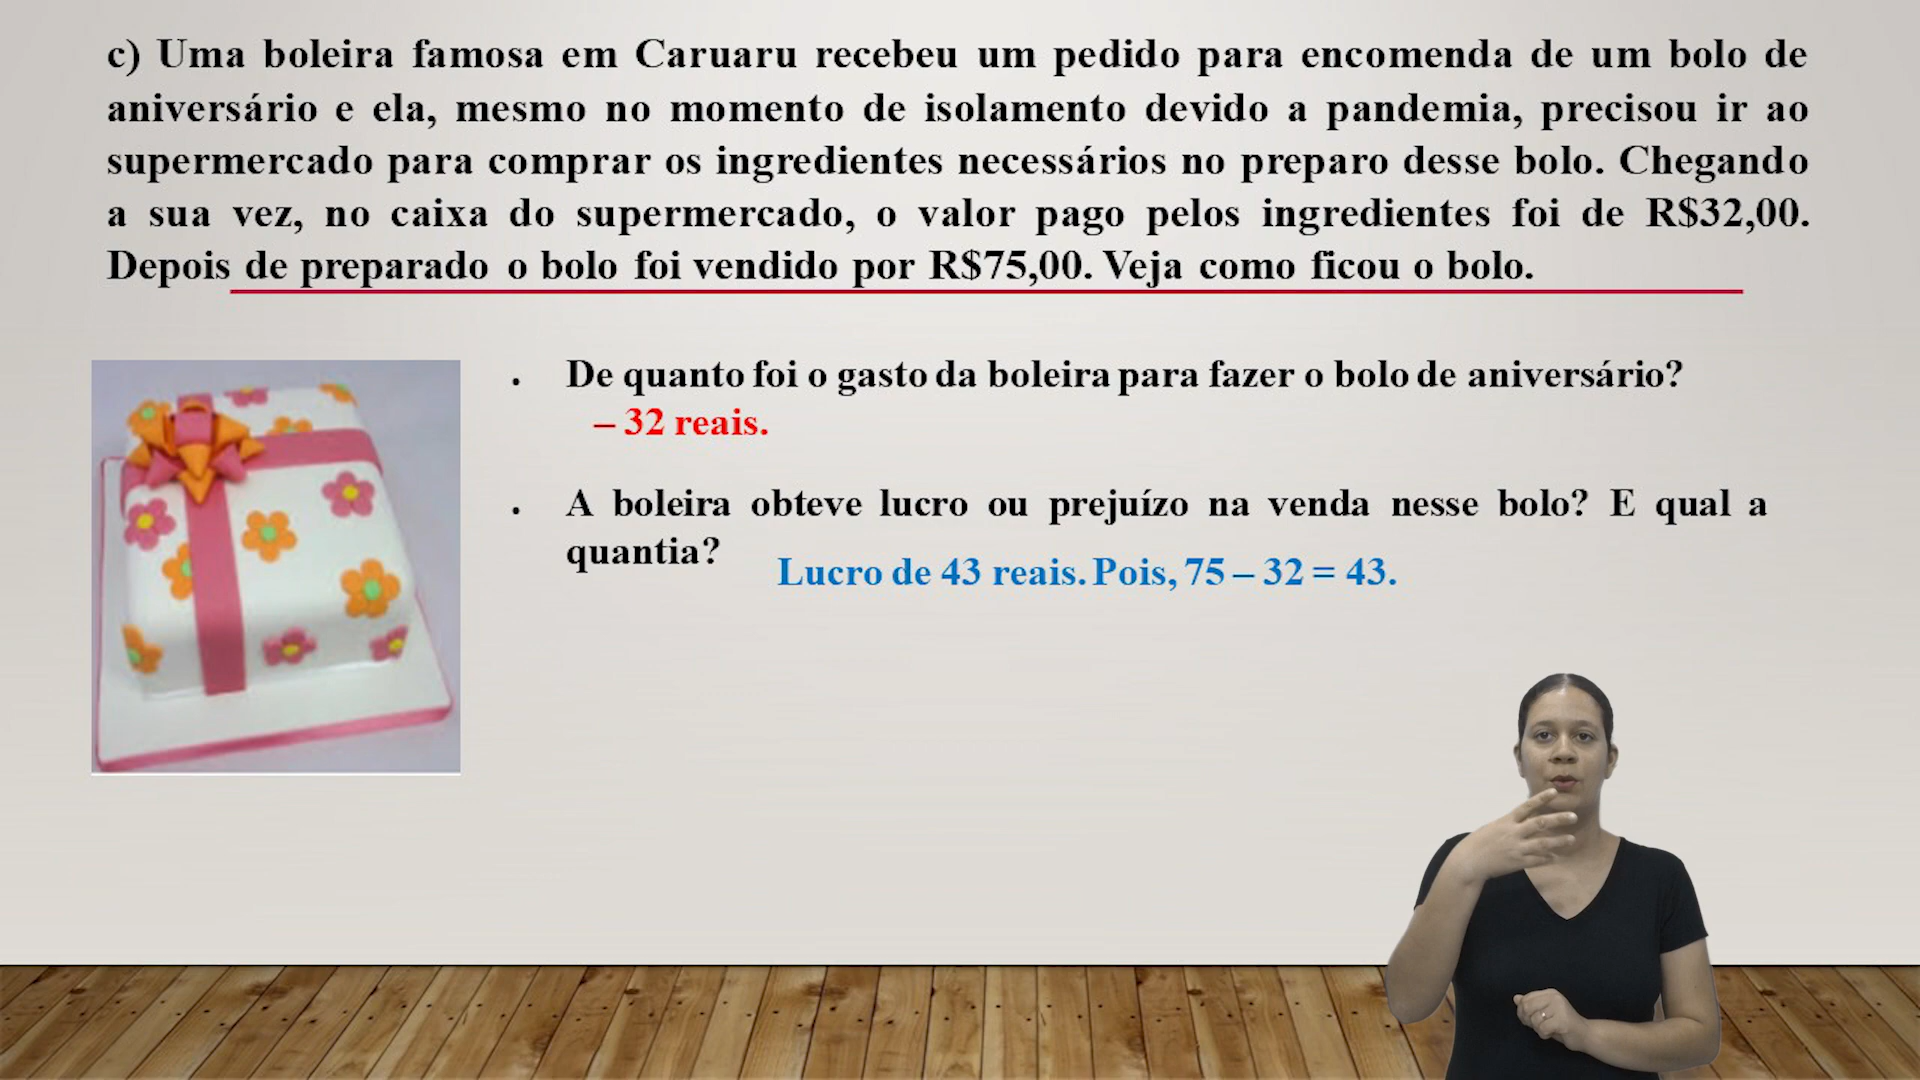 c) Uma boleira famosa em Caruaru recebeu um pedido para encomenda de um bolo de
aniversário e ela, mesmo no momento de isolamento devido a pandemia, precisou ir ao
supermercado para comprar os ingredientes necessários no preparo desse bolo. Chegando
a sua vez, no caixa do supermercado, o valor pago pelos ingredientes foi de R$32,00.
Depois de preparado o bolo foi vendido por R$75,00. Veja como ficou o bolo.
• De quanto foi o gasto da boleira para fazer o bolo de aniversário?
– 32 reais.
• A boleira obteve lucro ou prejuízo na venda nesse bolo? E qual a
quantia?
Lucro de 43 reais. Pois, 75 – 32 = 43.